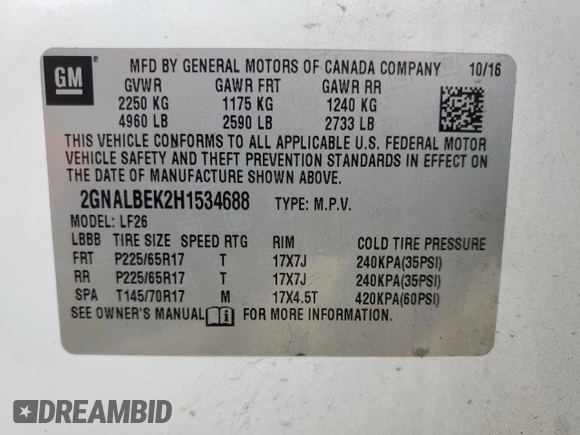 GM ® MFD BY GENERAL MOTORS OF CANADA COMPANY 10/16
GVWR GAWR FRT GAWR RR
2250 KG 1175 KG 1240 KG
4960 LB 2590 LB 2733 LB
THIS VEHICLE CONFORMS TO ALL APPLICABLE U.S. FEDERAL MOTOR
VEHICLE SAFETY AND THEFT PREVENTION STANDARDS IN EFFECT ON
THE DATE OF MANUFACTURE SHOWN ABOVE.
2GNALBEK2H1534688 TYPE: M.P.V.
MODEL: LF26
LBBB TIRE SIZE SPEED RTG RIM COLD TIRE PRESSURE
FRT P225/65R17 T 17X7J 240KPA(35PSI)
RR P225/65R17 T 17X7J 240KPA(35PSI)
SPA T145/70R17 M 17X4.5T 420KPA(60PSI)
SEE OWNER'S MANUAL i FOR MORE INFORMATION.
DREAMBID